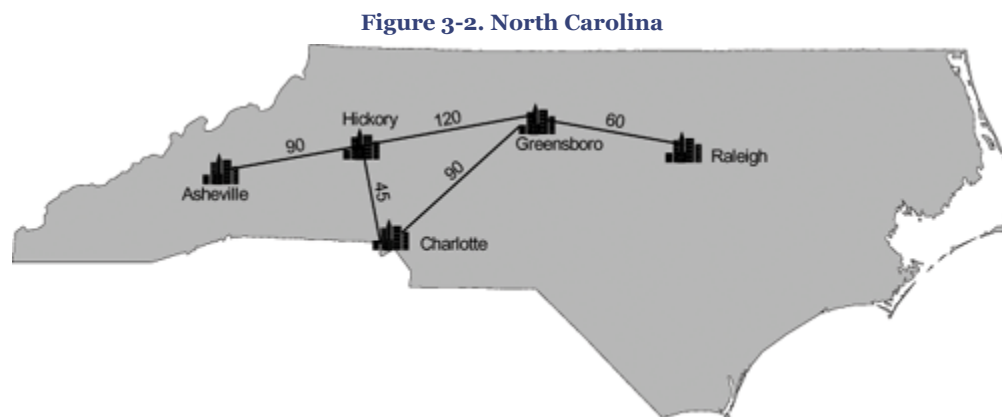 Figure 3-2. North Carolina
Hickory
120
60
90
Greensboro
Raleigh
Asheville
45
90
Charlotte